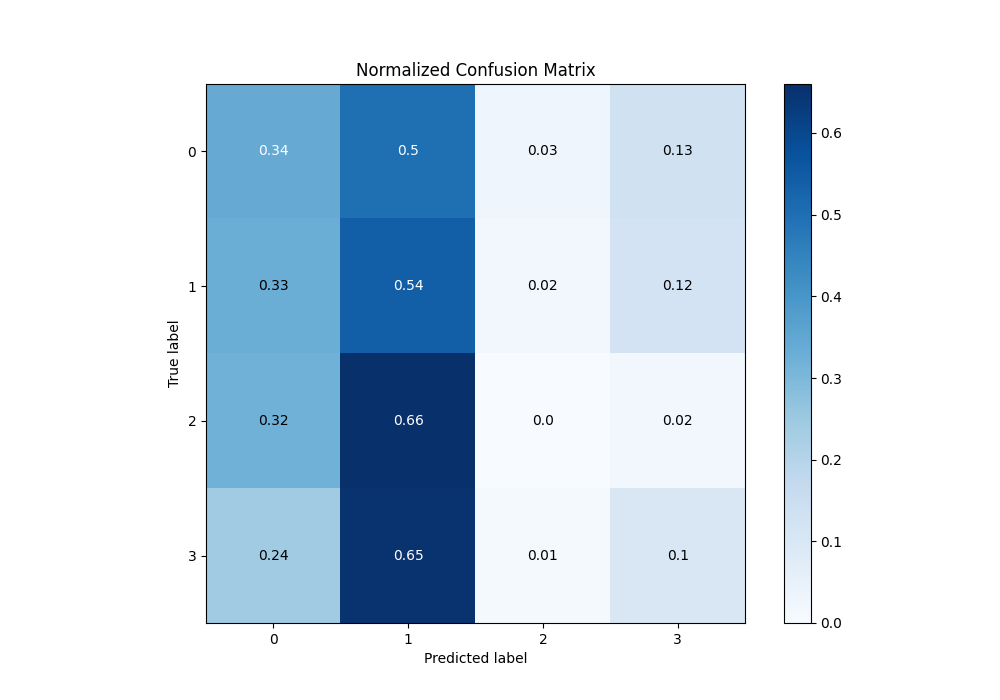 Normalized Confusion Matrix
0 0.34 0.5 0.03 0.13
1 0.33 0.54 0.02 0.12
2 0.32 0.66 0.0 0.02
3 0.24 0.65 0.01 0.1
0 1 2 3
Predicted label
True label
0.6
0.5
0.4
0.3
0.2
0.1
0.0